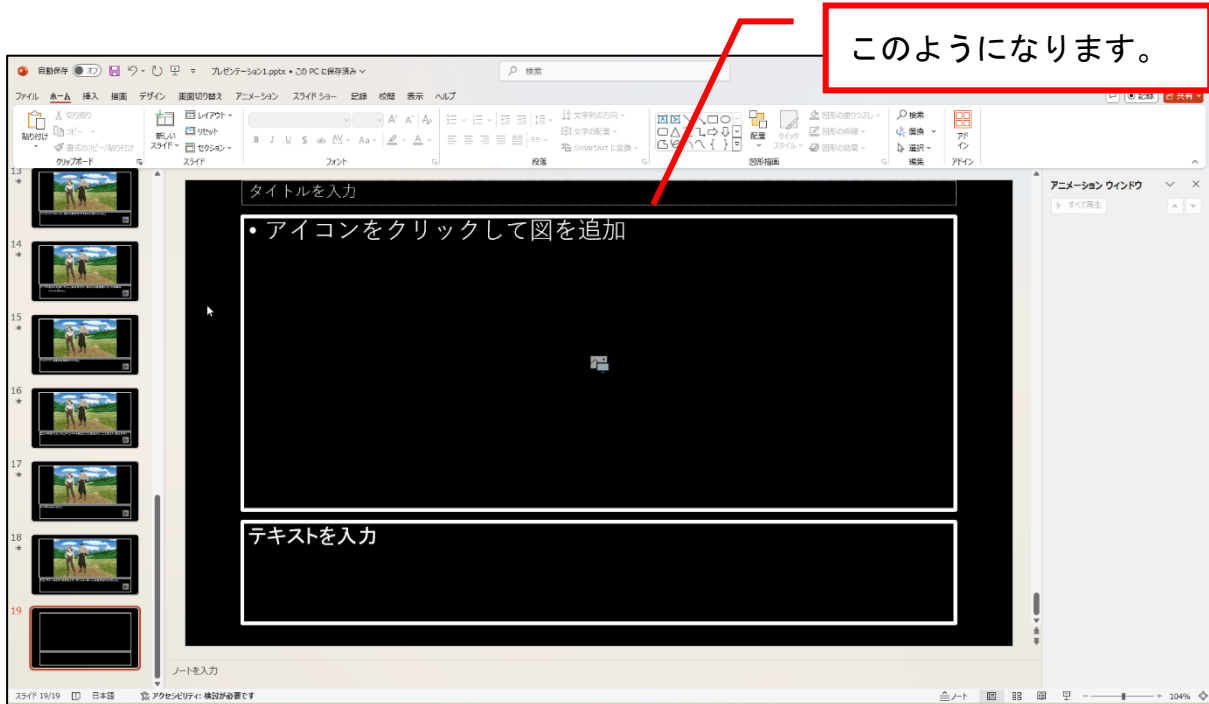 このようになります。
自動保存 オフ プレゼンテーション1.pptx • この PC に保存済み 検索
ファイル ホーム 挿入 描画 デザイン 画面切り替え アニメーション スライド ショー 記録 校閲 表示 ヘルプ 記録 共有
貼り付け
切り取り
コピー
書式のコピー/貼り付け
クリップボード
新しい
スライド
レイアウト
リセット
セクション
スライド
B I U S ab AV Aa A
フォント
文字列の方向
文字の配置
SmartArt に変換
段落
配置
クイック
スタイル
図形の塗りつぶし
図形の枠線
図形の効果
図形描画
検索
置換
選択
編集
アド
イン
アドイン
13
14
15
16
17
18
19
タイトルを入力
• アイコンをクリックして図を追加
テキストを入力
アニメーション ウィンドウ
すべて再生
ノートを入力
スライド 19/19 日本語 アクセシビリティ: 検討が必要です ノート 104%